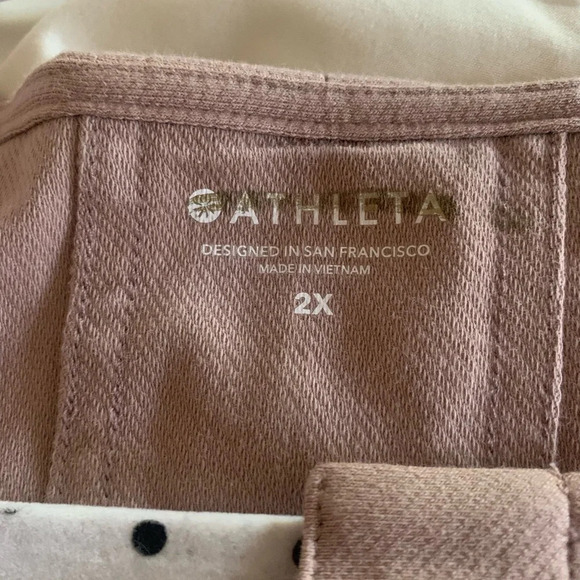 ATHLETA
DESIGNED IN SAN FRANCISCO
MADE IN VIETNAM
2X